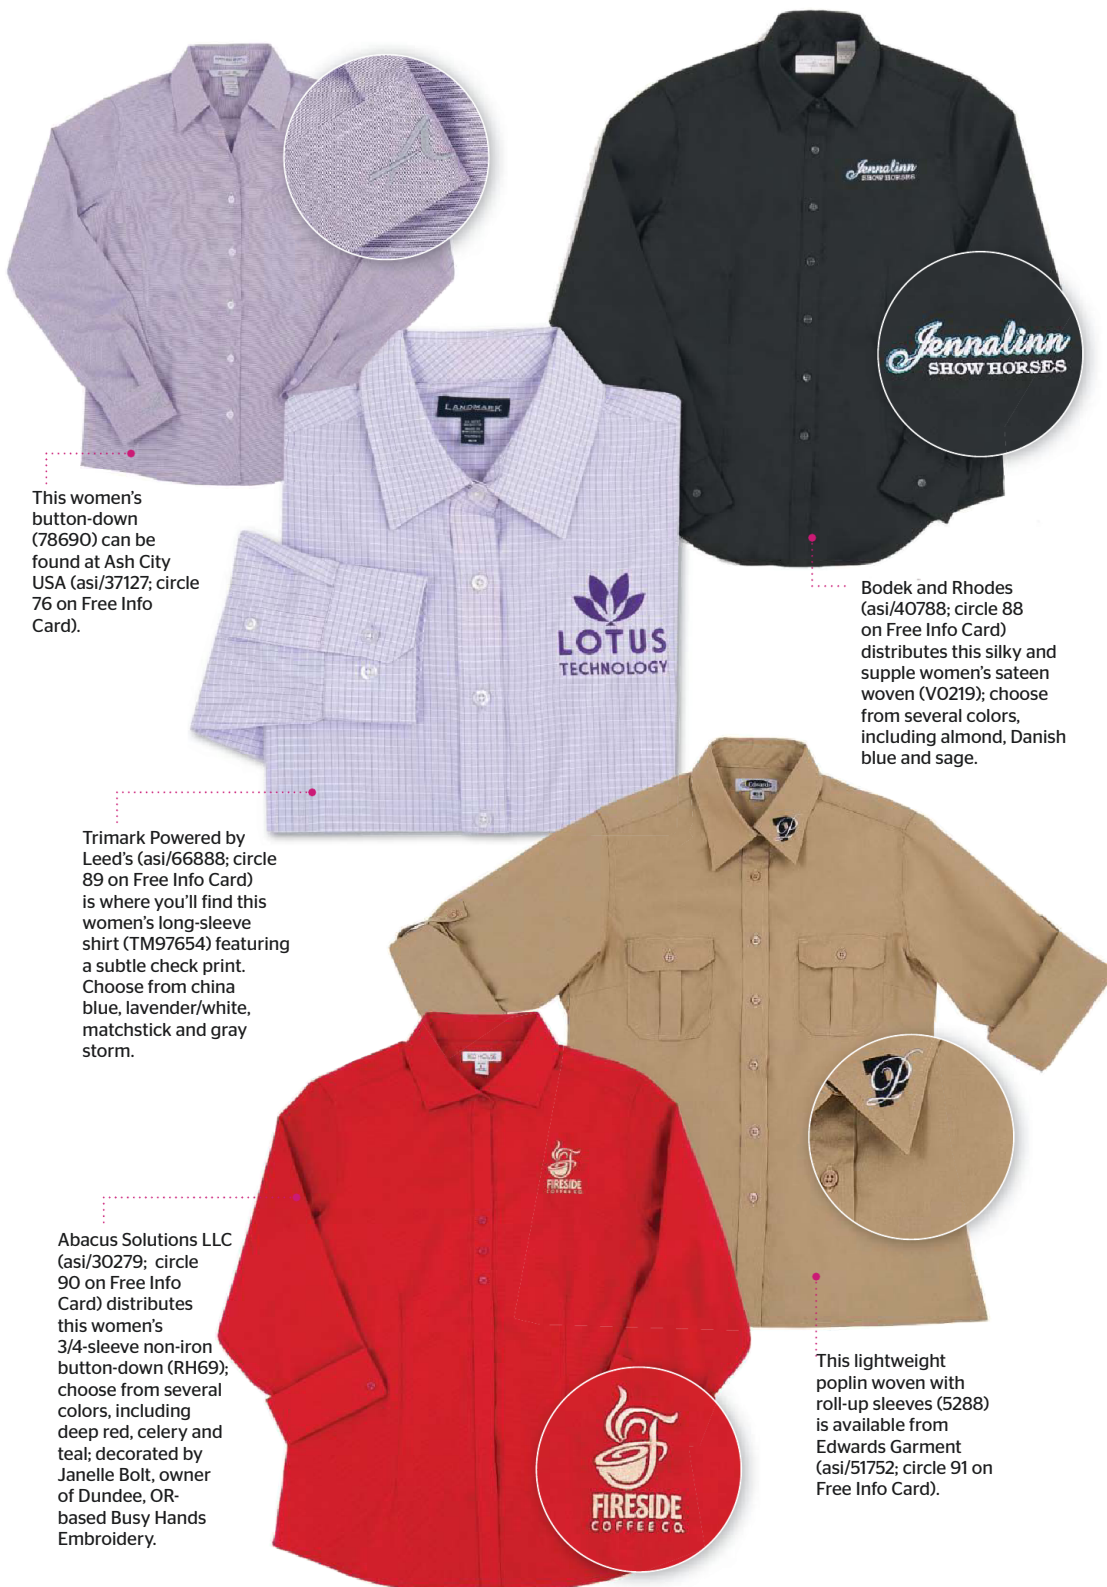 This women's
button-down
(78690) can be
found at Ash City
USA (asi/37127; circle
76 on Free Info
Card).
Jennalinn
SHOW HORSES
Jennalinn
SHOW HORSES
Bodek and Rhodes
(asi/40788; circle 88
on Free Info Card)
distributes this silky and
supple women's sateen
woven (V0219); choose
from several colors,
including almond, Danish
blue and sage.
LANDMARK
LOTUS
TECHNOLOGY
Trimark Powered by
Leed's (asi/66888; circle
89 on Free Info Card)
is where you'll find this
women's long-sleeve
shirt (TM97654) featuring
a subtle check print.
Choose from china
blue, lavender/white,
matchstick and gray
storm.
Edwards
P
P
RED HOUSE
FIRESIDE
COFFEE CO.
FIRESIDE
COFFEE CO.
Abacus Solutions LLC
(asi/30279; circle
90 on Free Info
Card) distributes
this women's
3/4-sleeve non-iron
button-down (RH69);
choose from several
colors, including
deep red, celery and
teal; decorated by
Janelle Bolt, owner
of Dundee, OR-
based Busy Hands
Embroidery.
This lightweight
poplin woven with
roll-up sleeves (5288)
is available from
Edwards Garment
(asi/51752; circle 91 on
Free Info Card).